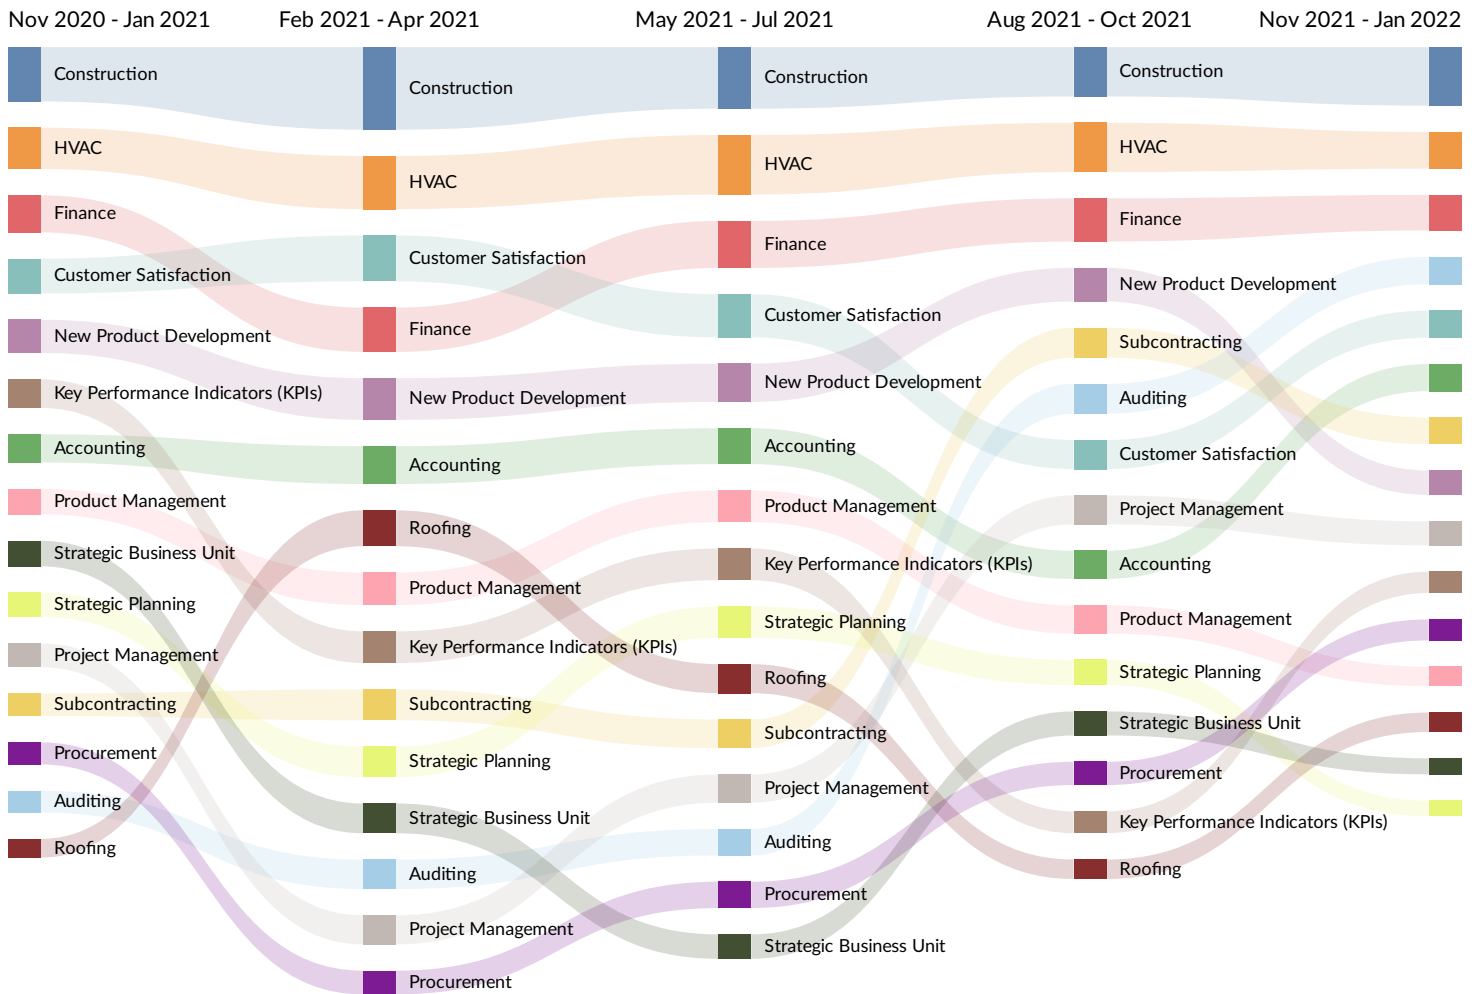 Nov 2020 - Jan 2021
Feb 2021 - Apr 2021
May 2021 - Jul 2021
Aug 2021 - Oct 2021
Nov 2021 - Jan 2022
Construction
HVAC
Finance
Customer Satisfaction
New Product Development
Key Performance Indicators (KPIs)
Accounting
Product Management
Strategic Business Unit
Strategic Planning
Project Management
Subcontracting
Procurement
Auditing
Roofing
Construction
HVAC
Customer Satisfaction
Finance
New Product Development
Accounting
Roofing
Product Management
Key Performance Indicators (KPIs)
Subcontracting
Strategic Planning
Strategic Business Unit
Auditing
Project Management
Procurement
Construction
HVAC
Finance
Customer Satisfaction
New Product Development
Accounting
Product Management
Key Performance Indicators (KPIs)
Strategic Planning
Roofing
Subcontracting
Project Management
Auditing
Procurement
Strategic Business Unit
Construction
HVAC
Finance
New Product Development
Subcontracting
Auditing
Customer Satisfaction
Project Management
Accounting
Product Management
Strategic Planning
Strategic Business Unit
Procurement
Key Performance Indicators (KPIs)
Roofing